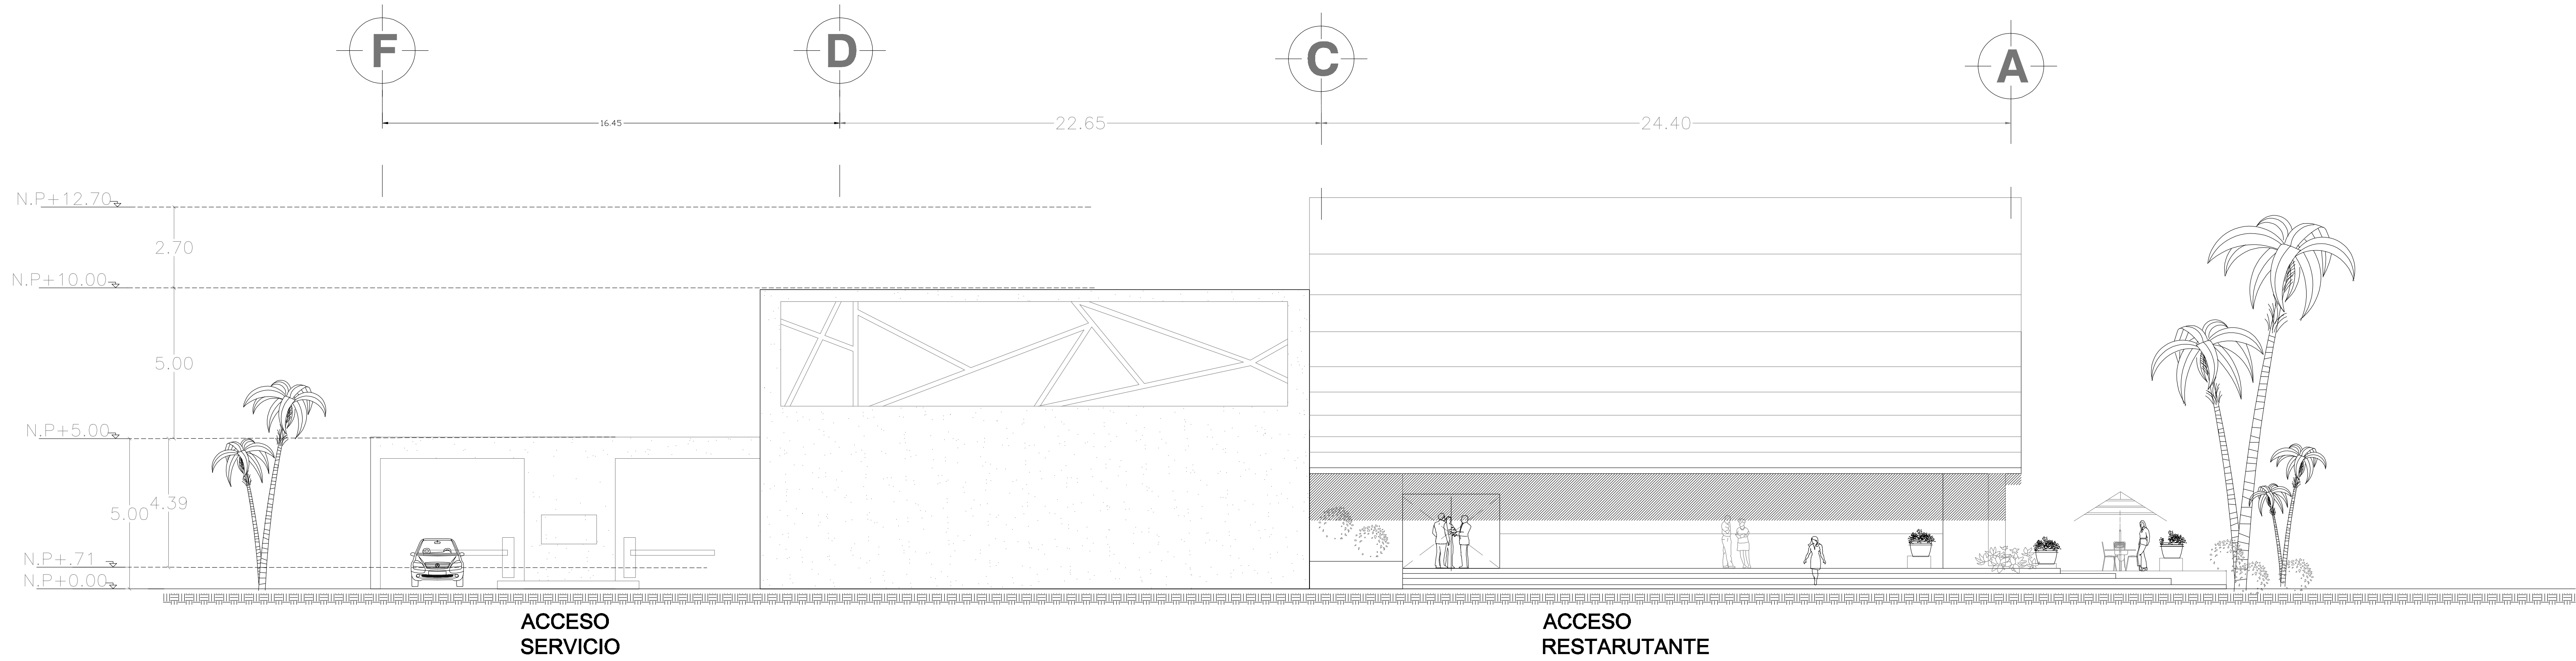 F
D
C
A
16.45
22.65
24.40
N.P+12.70
2.70
N.P+10.00
5.00
N.P+5.00
4.39
5.00
N.P+.71
N.P+0.00
ACCESO
SERVICIO
ACCESO
RESTARUTANTE